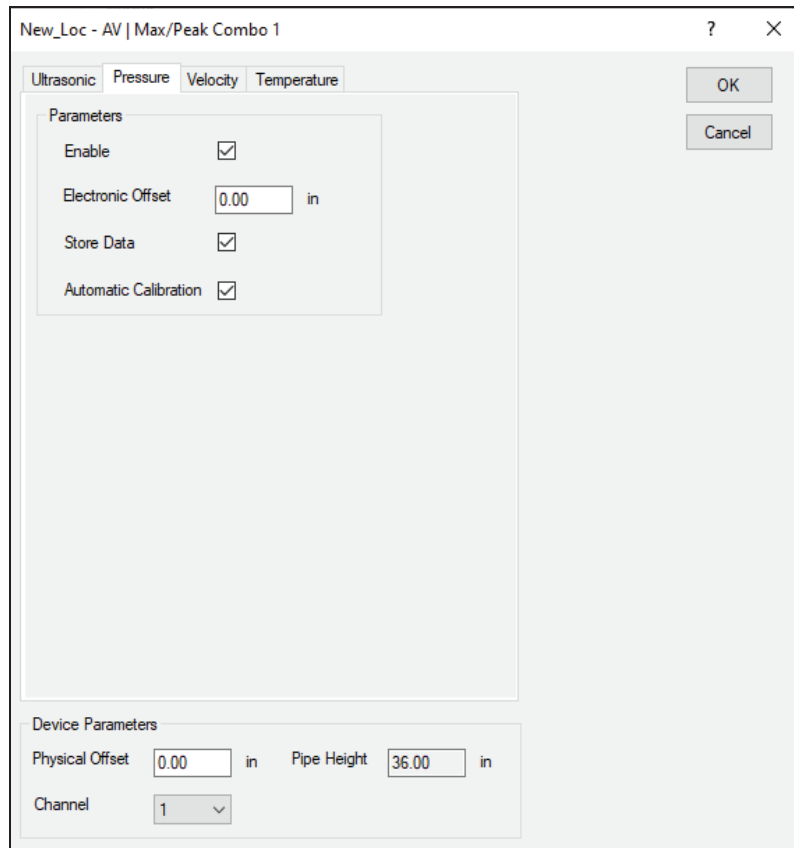 New_Loc - AV | Max/Peak Combo 1 ?
Ultrasonic Pressure Velocity Temperature
OK
Parameters
Cancel
Enable
Electronic Offset 0.00 in
Store Data
Automatic Calibration
Device Parameters
Physical Offset 0.00 in Pipe Height 36.00 in
Channel 1